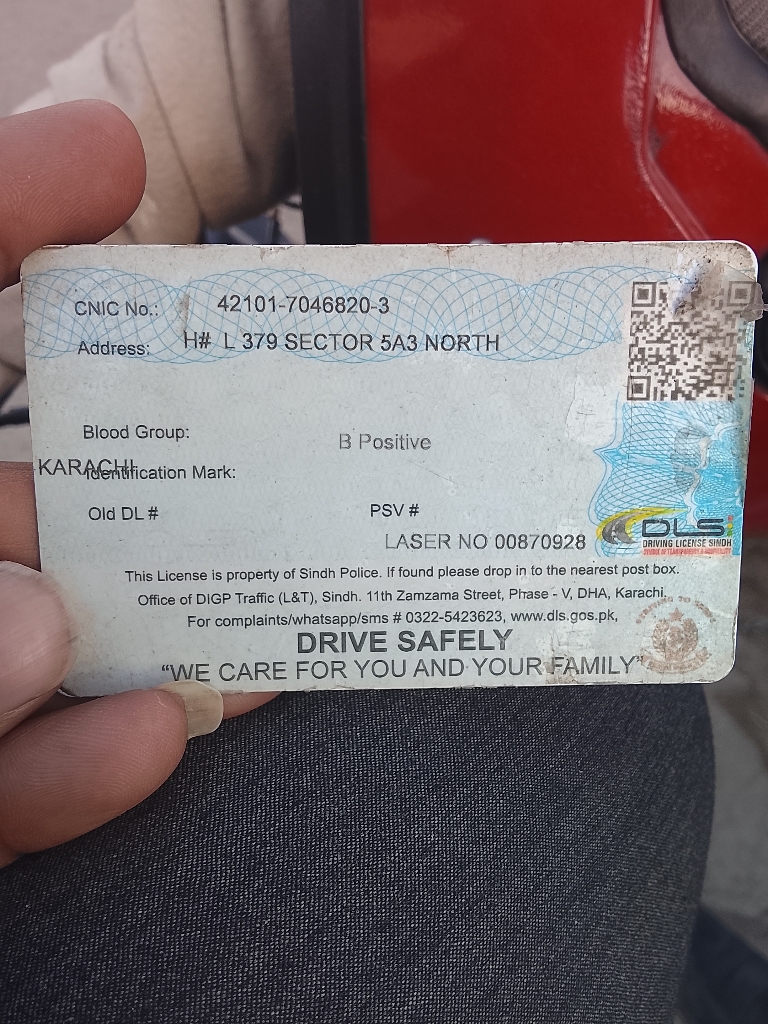 CNIC No.: 42101-7046820-3
Address: H# L 379 SECTOR 5A3 NORTH
Blood Group: B Positive
KARACHI
Identification Mark:
Old DL # PSV #
LASER NO 00870928
DLS
DRIVING LICENSE SINDH
This License is property of Sindh Police. If found please drop in to the nearest post box.
Office of DIGP Traffic (L&T), Sindh. 11th Zamzama Street, Phase - V, DHA, Karachi.
For complaints/whatsapp/sms # 0322-5423623, www.dls.gos.pk,
DRIVE SAFELY
“WE CARE FOR YOU AND YOUR FAMILY”